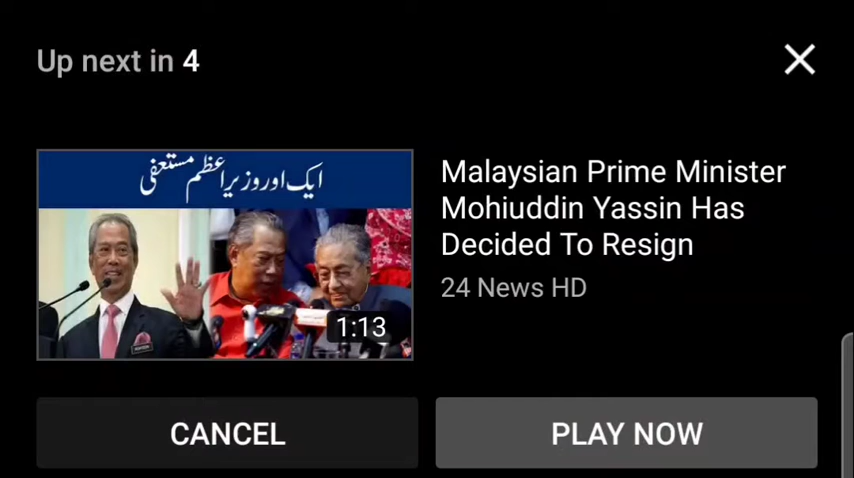 Up next in 4
ایک اور وزیراعظم مستعفی
Malaysian Prime Minister
Mohiuddin Yassin Has
Decided To Resign
24 News HD
1:13
CANCEL
PLAY NOW